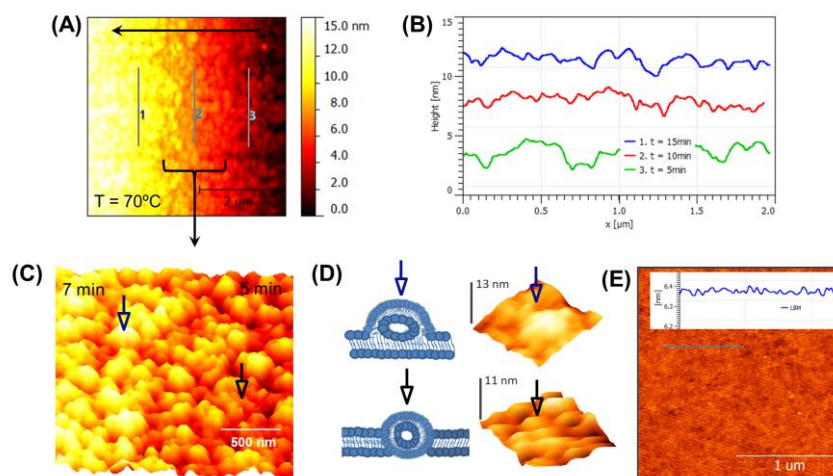 (A)
1
2
3
2 um
T = 70ºC
15.0 nm
12.0
10.0
8.0
6.0
4.0
2.0
0.0
(B)
Height [nm]
15
10
5
0
1. t = 15min
2. t = 10min
3. t = 5min
0.0 0.5 1.0 1.5 2.0
x [µm]
(C)
7 min
5 min
500 nm
(D)
13 nm
11 nm
(E)
[nm]
6.4
6.3
6.2
LBM
1 um